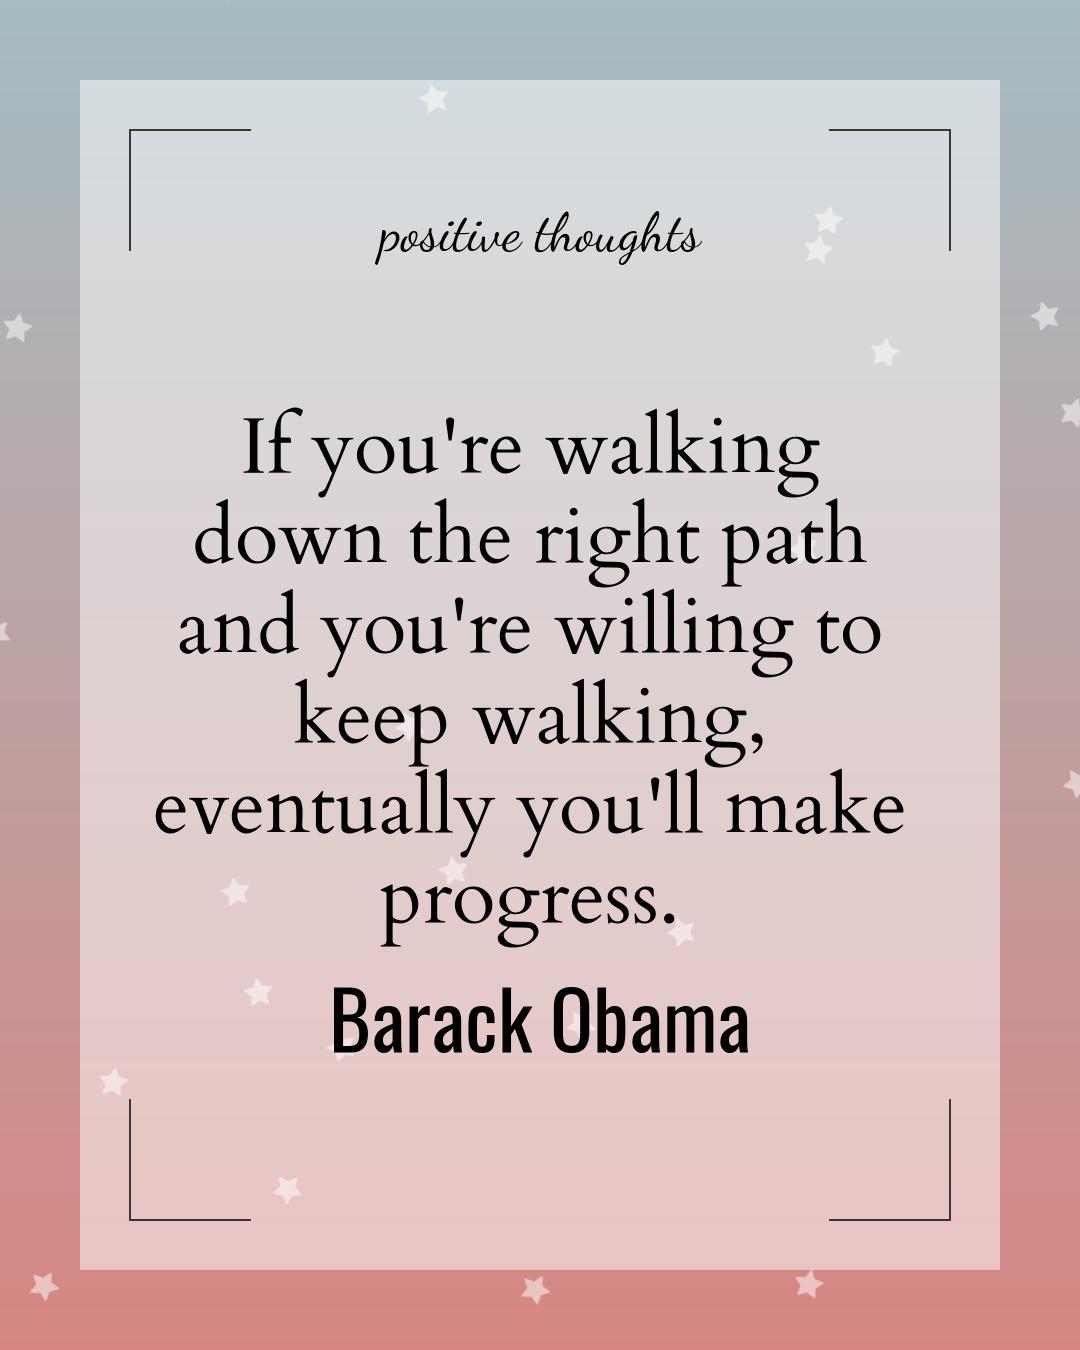 positive thoughts
If you're walking
down the right path
and you're willing to
keep walking,
eventually you'll make
progress.
Barack Obama